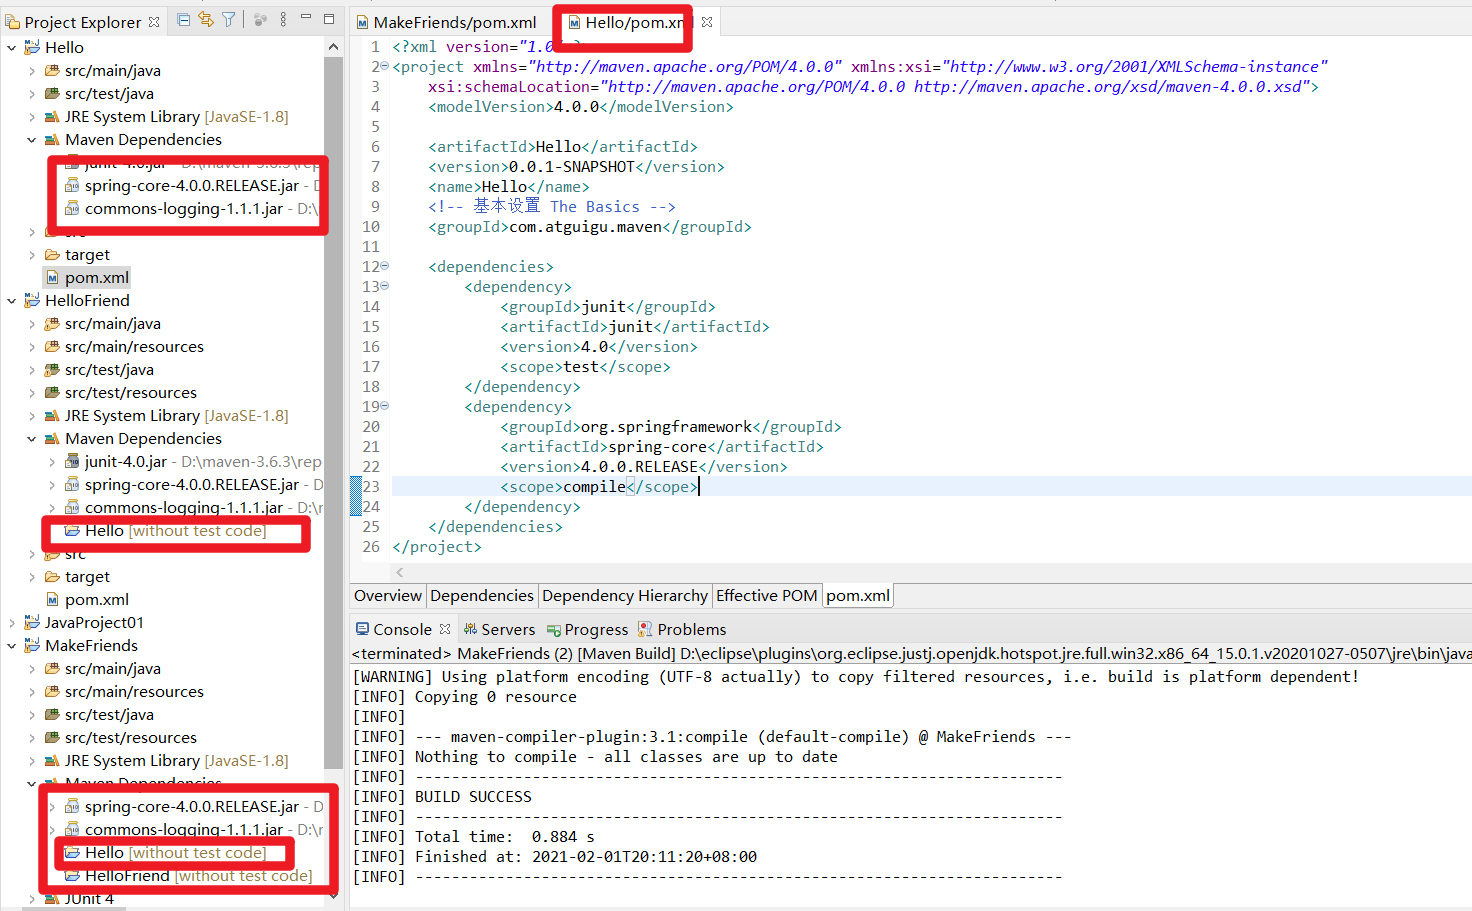 Project Explorer
Hello
src/main/java
src/test/java
JRE System Library [JavaSE-1.8]
Maven Dependencies
junit-4.0.jar - D:\maven-3.6.3\rep
spring-core-4.0.0.RELEASE.jar - D
commons-logging-1.1.1.jar - D:\
src
target
pom.xml
HelloFriend
src/main/java
src/main/resources
src/test/java
src/test/resources
JRE System Library [JavaSE-1.8]
Maven Dependencies
junit-4.0.jar - D:\maven-3.6.3\rep
spring-core-4.0.0.RELEASE.jar - D
commons-logging-1.1.1.jar - D:\r
Hello [without test code]
src
target
pom.xml
JavaProject01
MakeFriends
src/main/java
src/main/resources
src/test/java
src/test/resources
JRE System Library [JavaSE-1.8]
Maven Dependencies
spring-core-4.0.0.RELEASE.jar - D
commons-logging-1.1.1.jar - D:\r
Hello [without test code]
HelloFriend [without test code]
JUnit 4
MakeFriends/pom.xml
Hello/pom.xml
1 <?xml version="1.0"?>
2 <project xmlns="http://maven.apache.org/POM/4.0.0" xmlns:xsi="http://www.w3.org/2001/XMLSchema-instance"
3 xsi:schemaLocation="http://maven.apache.org/POM/4.0.0 http://maven.apache.org/xsd/maven-4.0.0.xsd">
4 <modelVersion>4.0.0</modelVersion>
5
6 <artifactId>Hello</artifactId>
7 <version>0.0.1-SNAPSHOT</version>
8 <name>Hello</name>
9 <!-- 基本设置 The Basics -->
10 <groupId>com.atguigu.maven</groupId>
11
12 <dependencies>
13 <dependency>
14 <groupId>junit</groupId>
15 <artifactId>junit</artifactId>
16 <version>4.0</version>
17 <scope>test</scope>
18 </dependency>
19 <dependency>
20 <groupId>org.springframework</groupId>
21 <artifactId>spring-core</artifactId>
22 <version>4.0.0.RELEASE</version>
23 <scope>compile</scope>
24 </dependency>
25 </dependencies>
26 </project>
Overview Dependencies Dependency Hierarchy Effective POM pom.xml
Console Servers Progress Problems
<terminated> MakeFriends (2) [Maven Build] D:\eclipse\plugins\org.eclipse.justj.openjdk.hotspot.jre.full.win32.x86_64_15.0.1.v20201027-0507\jre\bin\java
[WARNING] Using platform encoding (UTF-8 actually) to copy filtered resources, i.e. build is platform dependent!
[INFO] Copying 0 resource
[INFO]
[INFO] --- maven-compiler-plugin:3.1:compile (default-compile) @ MakeFriends ---
[INFO] Nothing to compile - all classes are up to date
[INFO] ------------------------------------------------------------------------
[INFO] BUILD SUCCESS
[INFO] ------------------------------------------------------------------------
[INFO] Total time:  0.884 s
[INFO] Finished at: 2021-02-01T20:11:20+08:00
[INFO] ------------------------------------------------------------------------